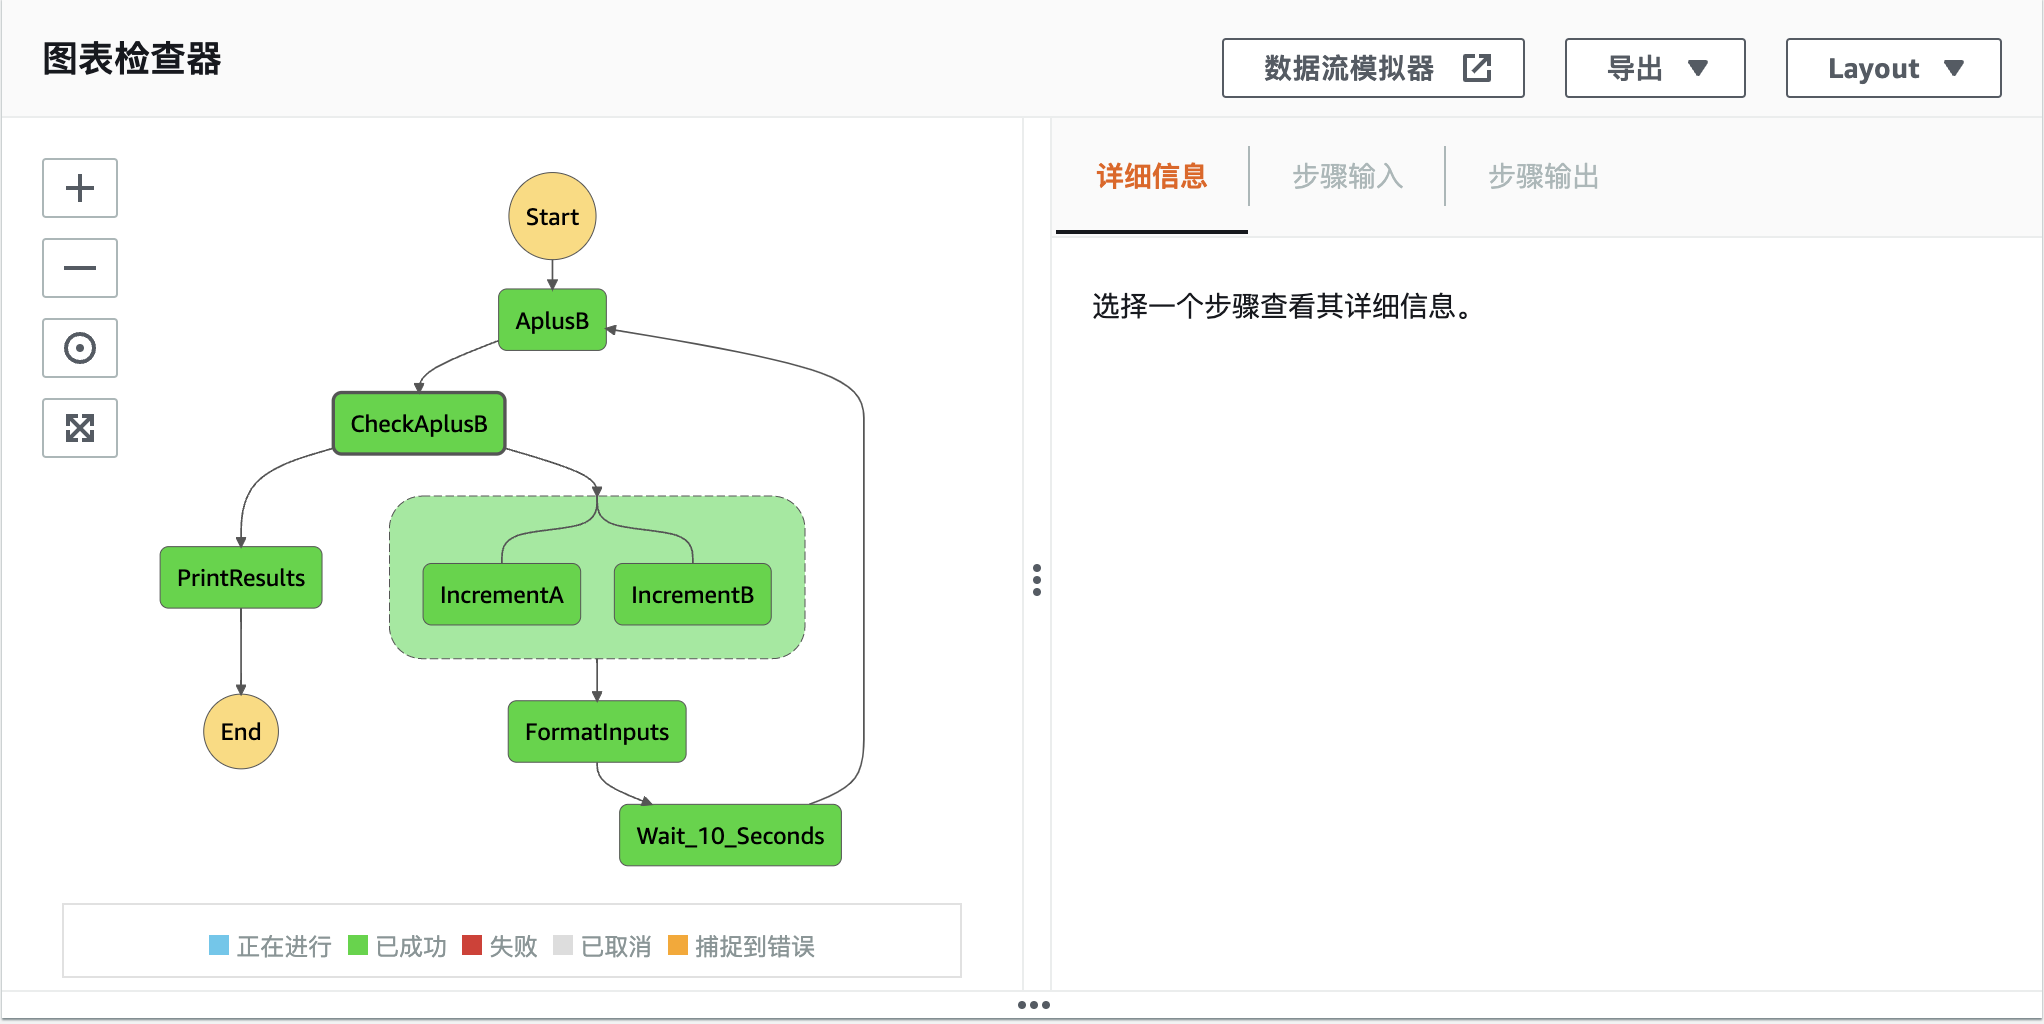 图表检查器
数据流模拟器
导出
Layout
详细信息
步骤输入
步骤输出
选择一个步骤查看其详细信息。
Start
AplusB
CheckAplusB
PrintResults
IncrementA
IncrementB
End
FormatInputs
Wait_10_Seconds
正在进行 已成功 失败 已取消 捕捉到错误